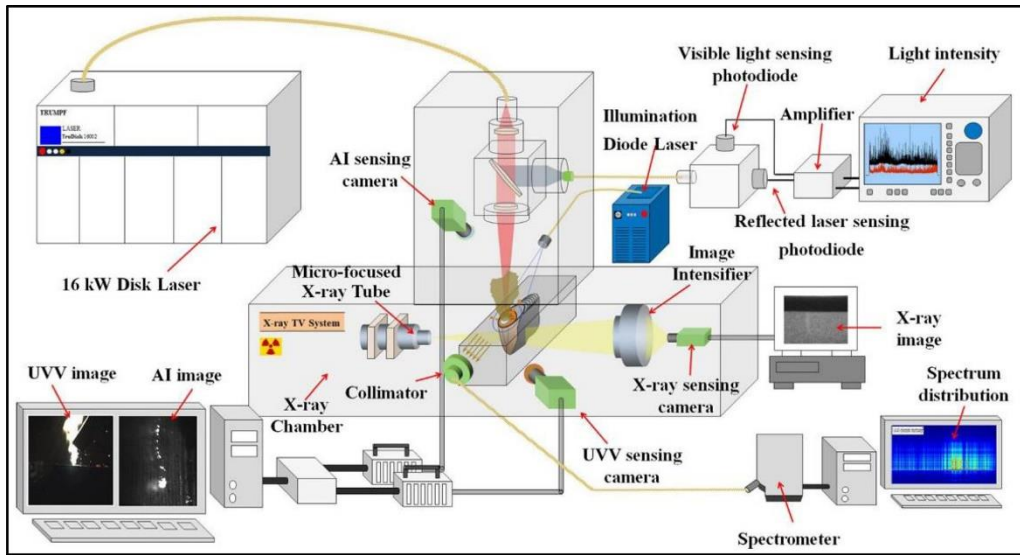 TRUMPF
LASER
TruDisk 16002
16 kW Disk Laser
AI sensing
camera
Illumination
Diode Laser
Visible light sensing
photodiode
Amplifier
Light intensity
Reflected laser sensing
photodiode
Micro-focused
X-ray Tube
Image
Intensifier
X-ray TV System
X-ray
image
UVV image
AI image
X-ray
Chamber
Collimator
X-ray sensing
camera
UVV sensing
camera
Spectrum
distribution
Spectrometer